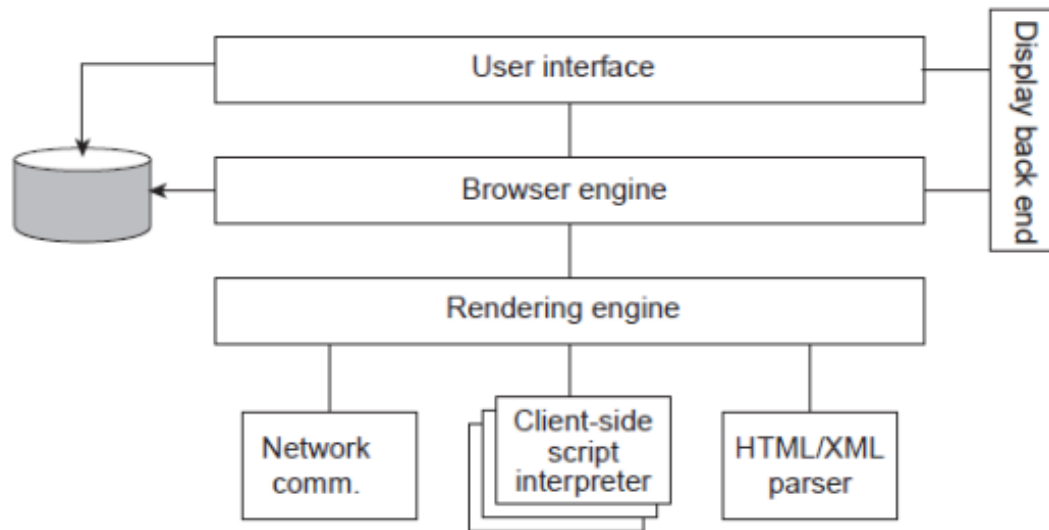 User interface
Display back end
Browser engine
Rendering engine
Network
comm.
Client-side
script
interpreter
HTML/XML
parser